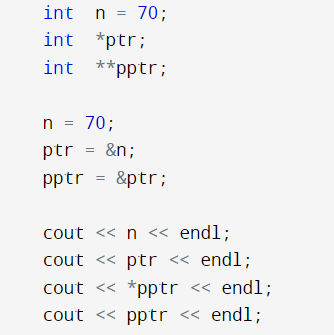 int  n = 70;
int  *ptr;
int  **pptr;

n = 70;
ptr = &n;
pptr = &ptr;

cout << n << endl;
cout << ptr << endl;
cout << *pptr << endl;
cout << pptr << endl;